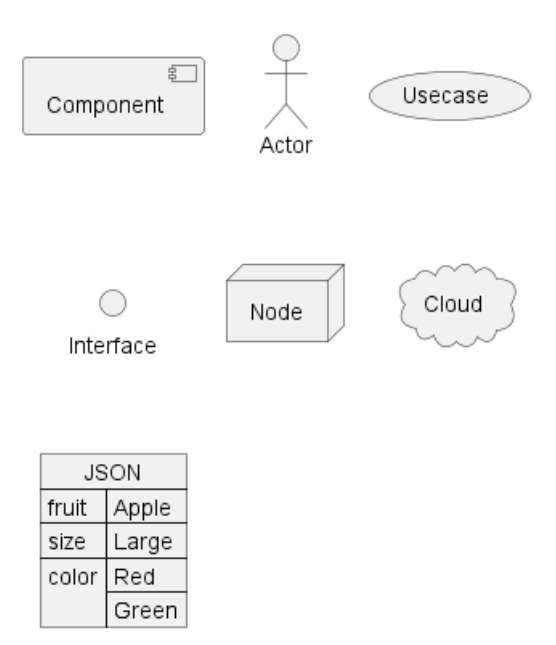 Component
Actor
Usecase
Interface
Node
Cloud
JSON
fruit Apple
size Large
color Red
Green